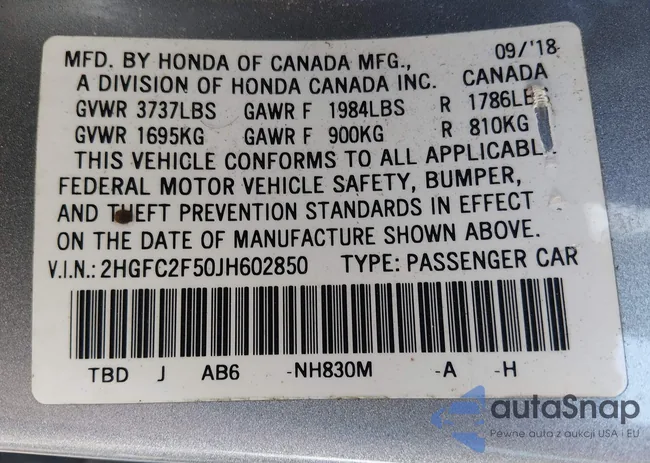 MFD. BY HONDA OF CANADA MFG., 09/'18
A DIVISION OF HONDA CANADA INC. CANADA
GVWR 3737LBS GAWR F 1984LBS R 1786LBS
GVWR 1695KG GAWR F 900KG R 810KG
THIS VEHICLE CONFORMS TO ALL APPLICABLE
FEDERAL MOTOR VEHICLE SAFETY, BUMPER,
AND THEFT PREVENTION STANDARDS IN EFFECT
ON THE DATE OF MANUFACTURE SHOWN ABOVE.
V.I.N.: 2HGFC2F50JH602850 TYPE: PASSENGER CAR
TBD J AB6 -NH830M -A -H
autaSnap
Pewne auta z aukcji USA i EU